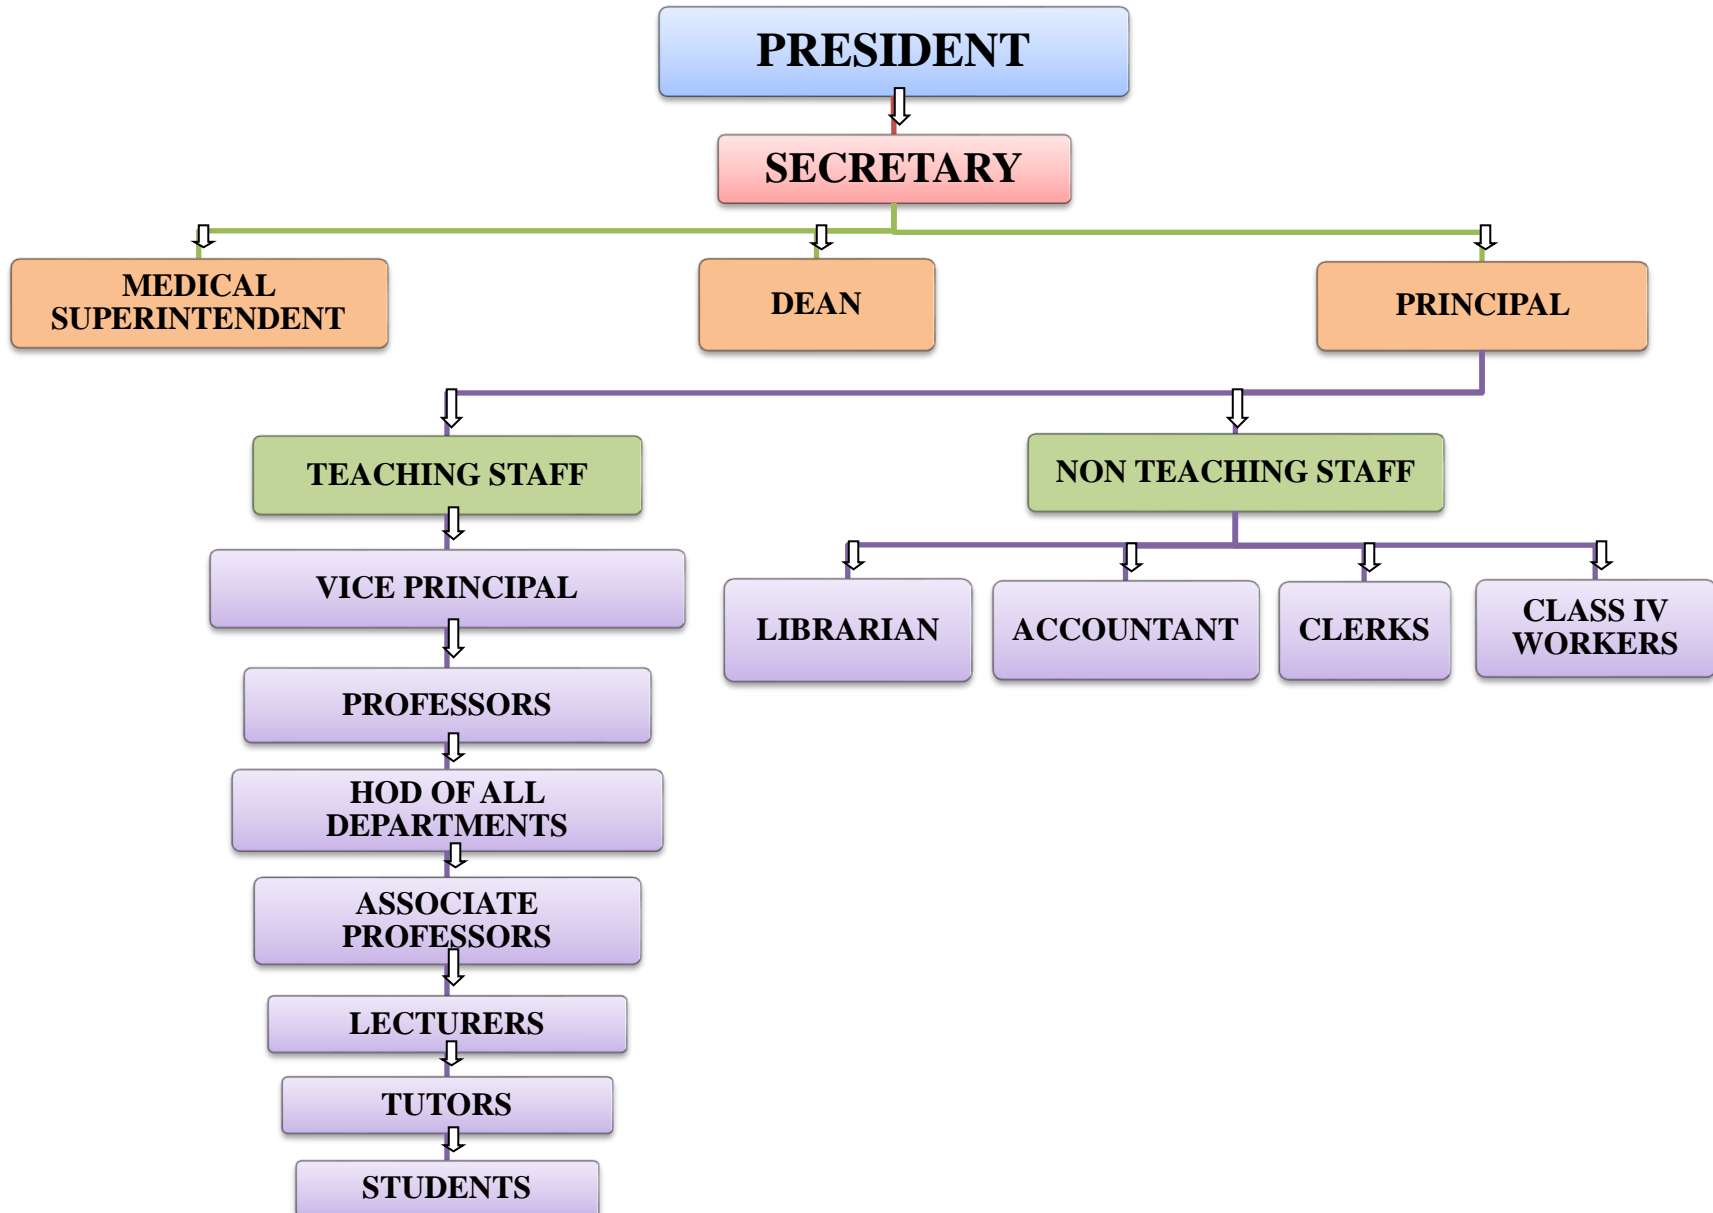 PRESIDENT
SECRETARY
MEDICAL
SUPERINTENDENT
DEAN
PRINCIPAL
TEACHING STAFF
NON TEACHING STAFF
VICE PRINCIPAL
LIBRARIAN
ACCOUNTANT
CLERKS
CLASS IV
WORKERS
PROFESSORS
HOD OF ALL
DEPARTMENTS
ASSOCIATE
PROFESSORS
LECTURERS
TUTORS
STUDENTS